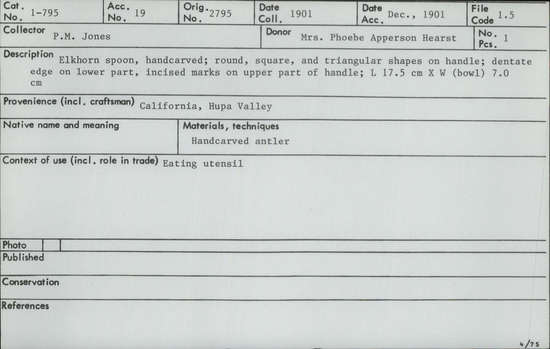 Cat. No. 1-795 Acc. No. 19 Orig. No. 2795 Date Coll. 1901 Date Acc. Dec., 1901 File Code 1.5
Collector P.M. Jones Donor Mrs. Phoebe Apperson Hearst No. Pcs. 1
Description Elkhorn spoon, handcarved; round, square, and triangular shapes on handle; dentate
edge on lower part, incised marks on upper part of handle; L 17.5 cm X W (bowl) 7.0
cm
Provenience (incl. craftsman) California, Hupa Valley
Native name and meaning Materials, techniques
Handcarved antler
Context of use (incl. role in trade) Eating utensil
Photo
Published
Conservation
References
4/75